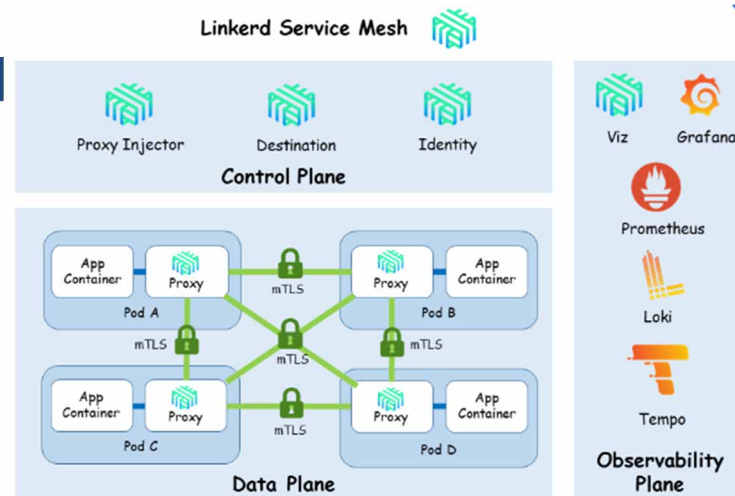 Linkerd Service Mesh
Proxy Injector
Destination
Identity
Control Plane
App
Container
Proxy
Pod A
mTLS
Proxy
App
Container
Pod B
mTLS
mTLS
mTLS
App
Container
Proxy
Pod C
mTLS
Proxy
App
Container
Pod D
Data Plane
Viz
Grafana
Prometheus
Loki
Tempo
Observability
Plane